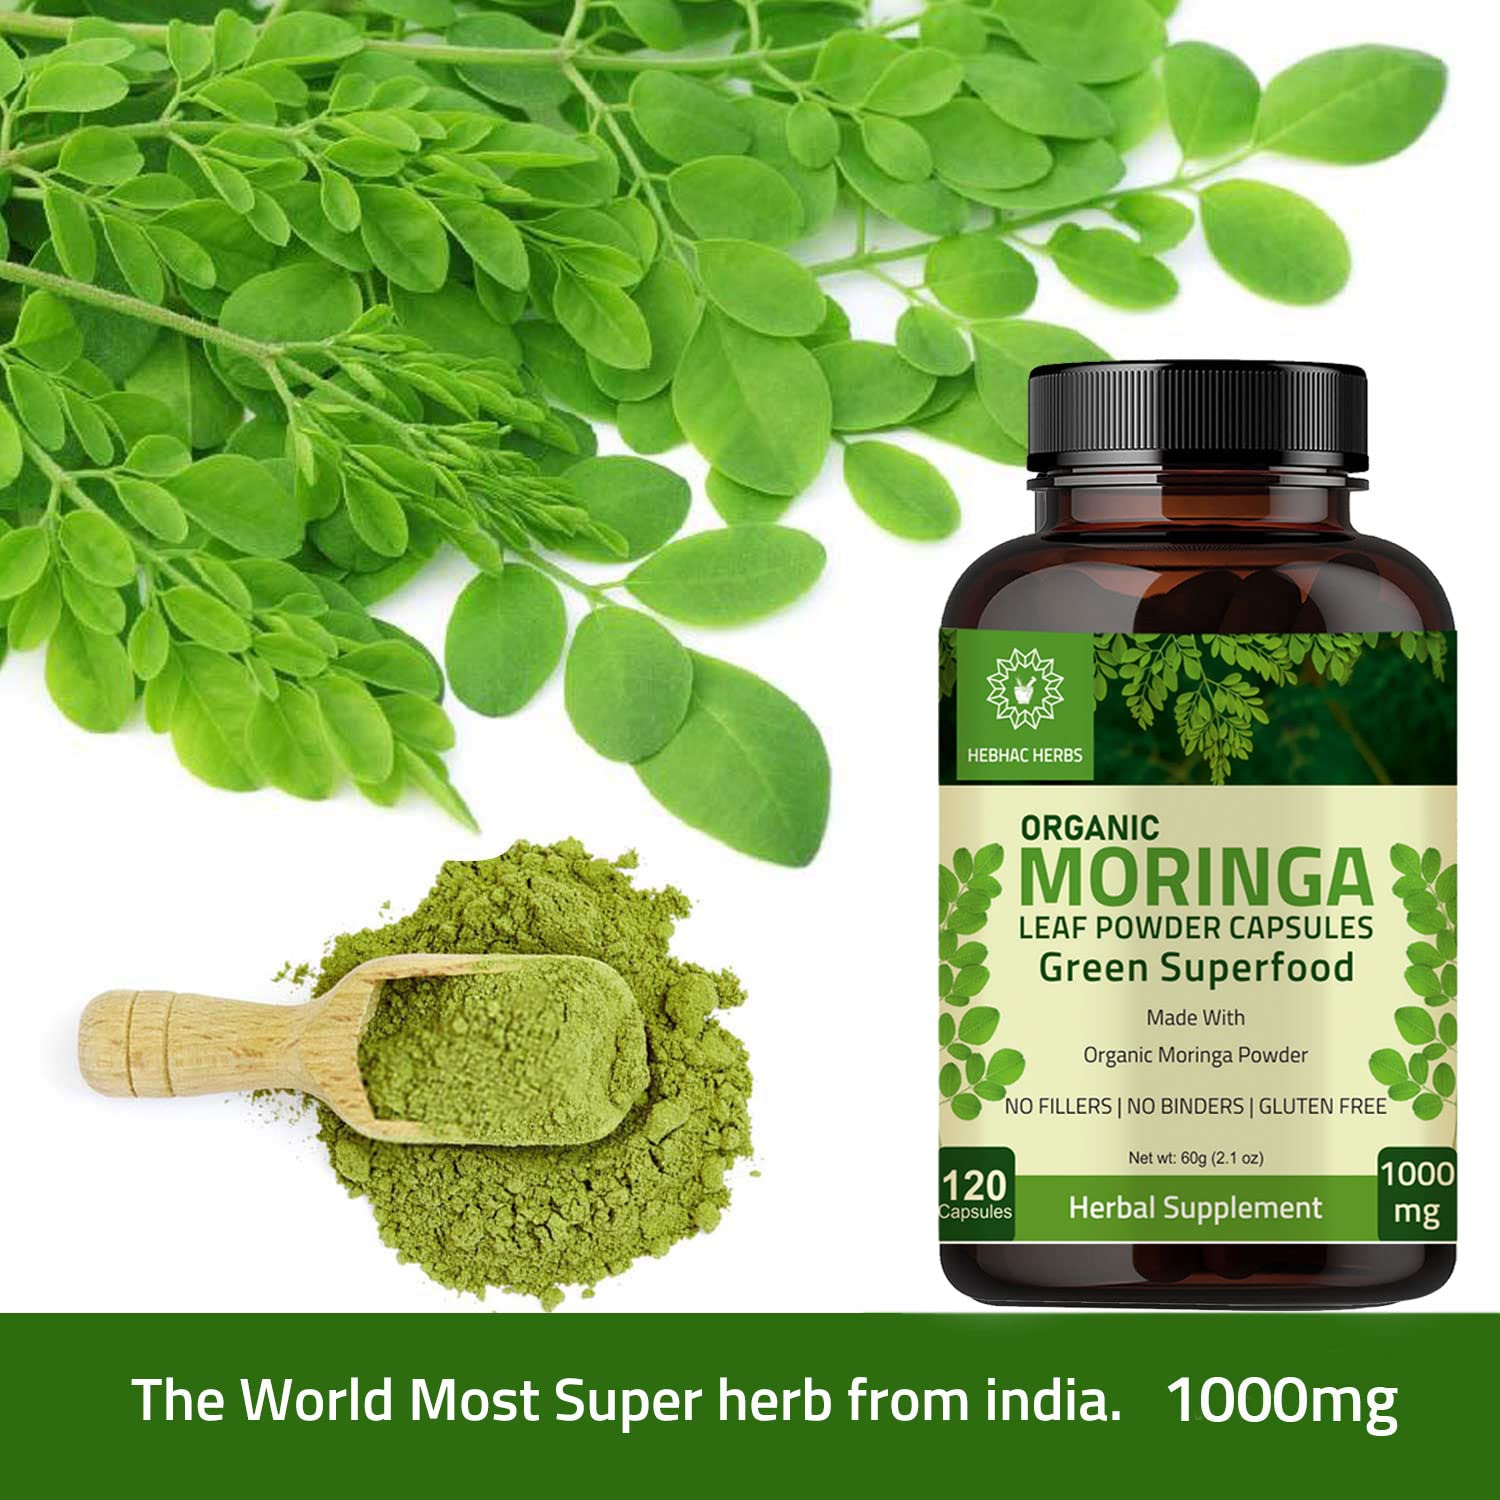 HEBHAC HERBS
ORGANIC
MORINGA
LEAF POWDER CAPSULES
Green Superfood
Made With
Organic Moringa Powder
NO FILLERS | NO BINDERS | GLUTEN FREE
Net wt: 60g (2.1 oz)
120
Capsules
Herbal Supplement
1000
mg
The World Most Super herb from india. 1000mg